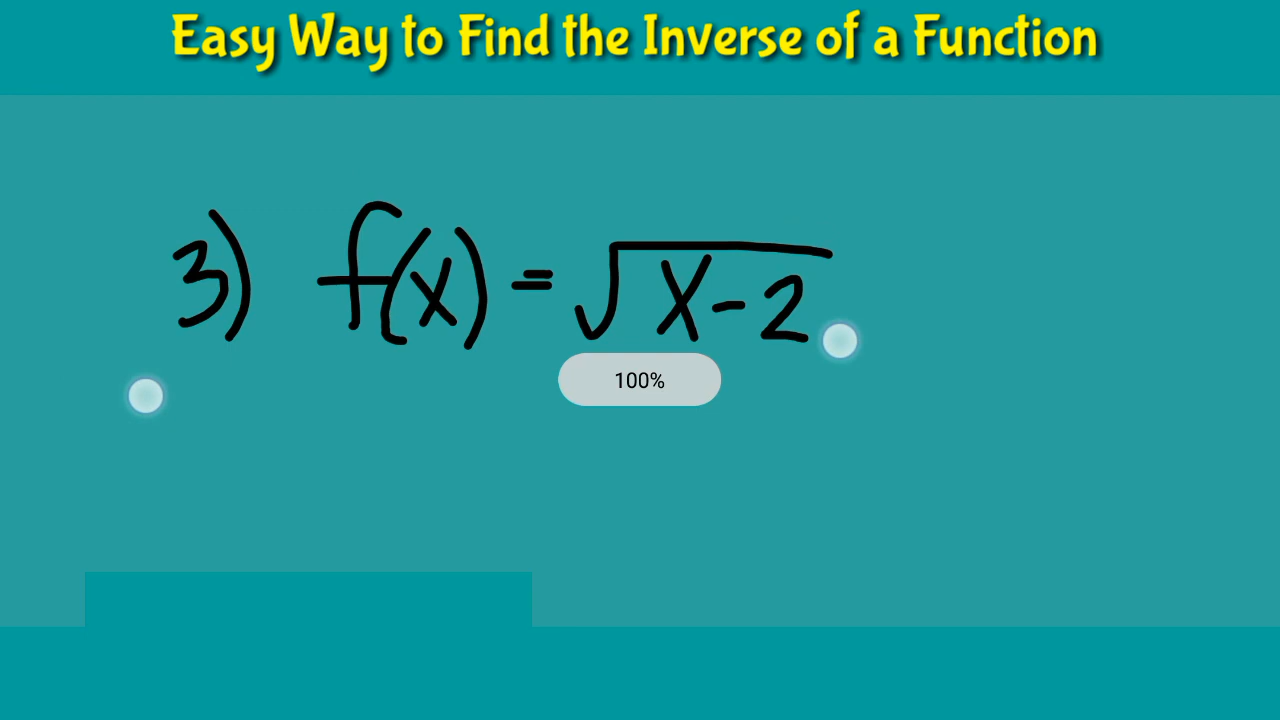 Easy Way to Find the Inverse of a Function
3) f(x) = √x-2
100%